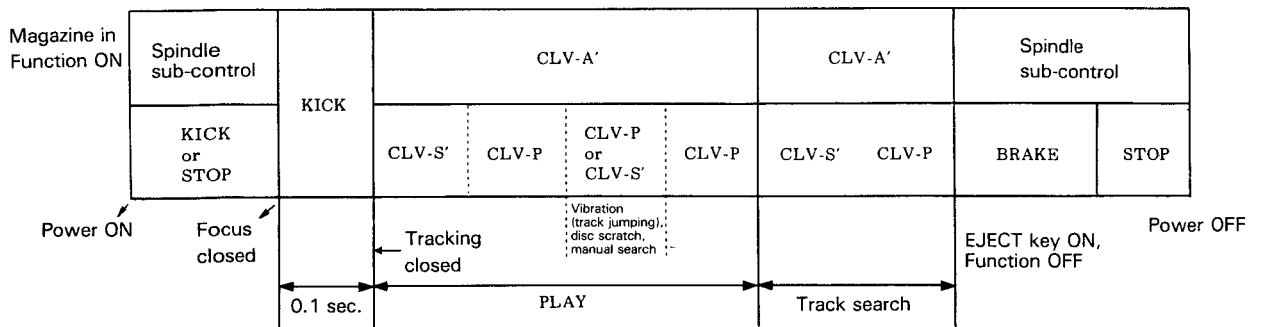 Magazine in
Function ON
Spindle
sub-control
KICK
CLV-A'
CLV-A'
Spindle
sub-control
KICK
or
STOP
CLV-S'
CLV-P
CLV-P
or
CLV-S'
CLV-P
CLV-S'
CLV-P
BRAKE
STOP
Power ON
Focus
closed
Tracking
closed
Vibration
(track jumping),
disc scratch,
manual search
EJECT key ON,
Function OFF
Power OFF
0.1 sec.
PLAY
Track search